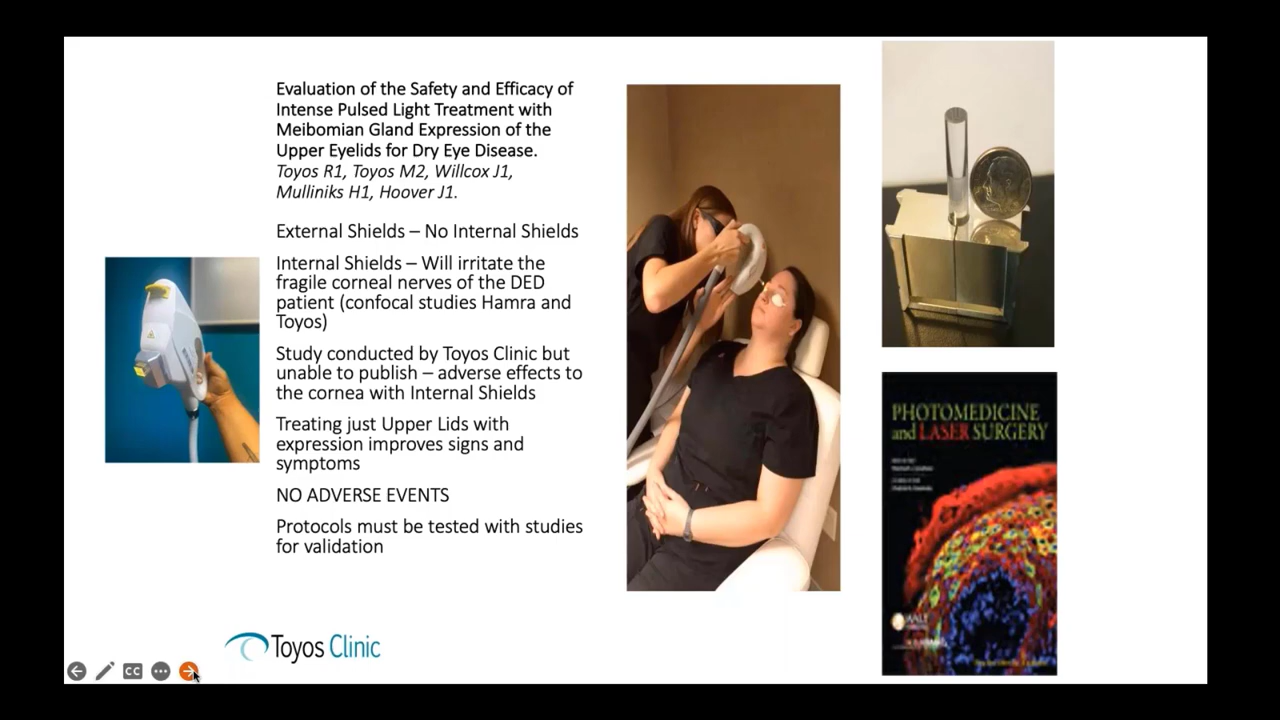 Evaluation of the Safety and Efficacy of
Intense Pulsed Light Treatment with
Meibomian Gland Expression of the
Upper Eyelids for Dry Eye Disease.
Toyos R1, Toyos M2, Willcox J1,
Mulliniks H1, Hoover J1.
External Shields – No Internal Shields
Internal Shields – Will irritate the
fragile corneal nerves of the DED
patient (confocal studies Hamra and
Toyos)
Study conducted by Toyos Clinic but
unable to publish – adverse effects to
the cornea with Internal Shields
Treating just Upper Lids with
expression improves signs and
symptoms
NO ADVERSE EVENTS
Protocols must be tested with studies
for validation
Toyos Clinic
CC
PHOTOMEDICINE
and LASER SURGERY